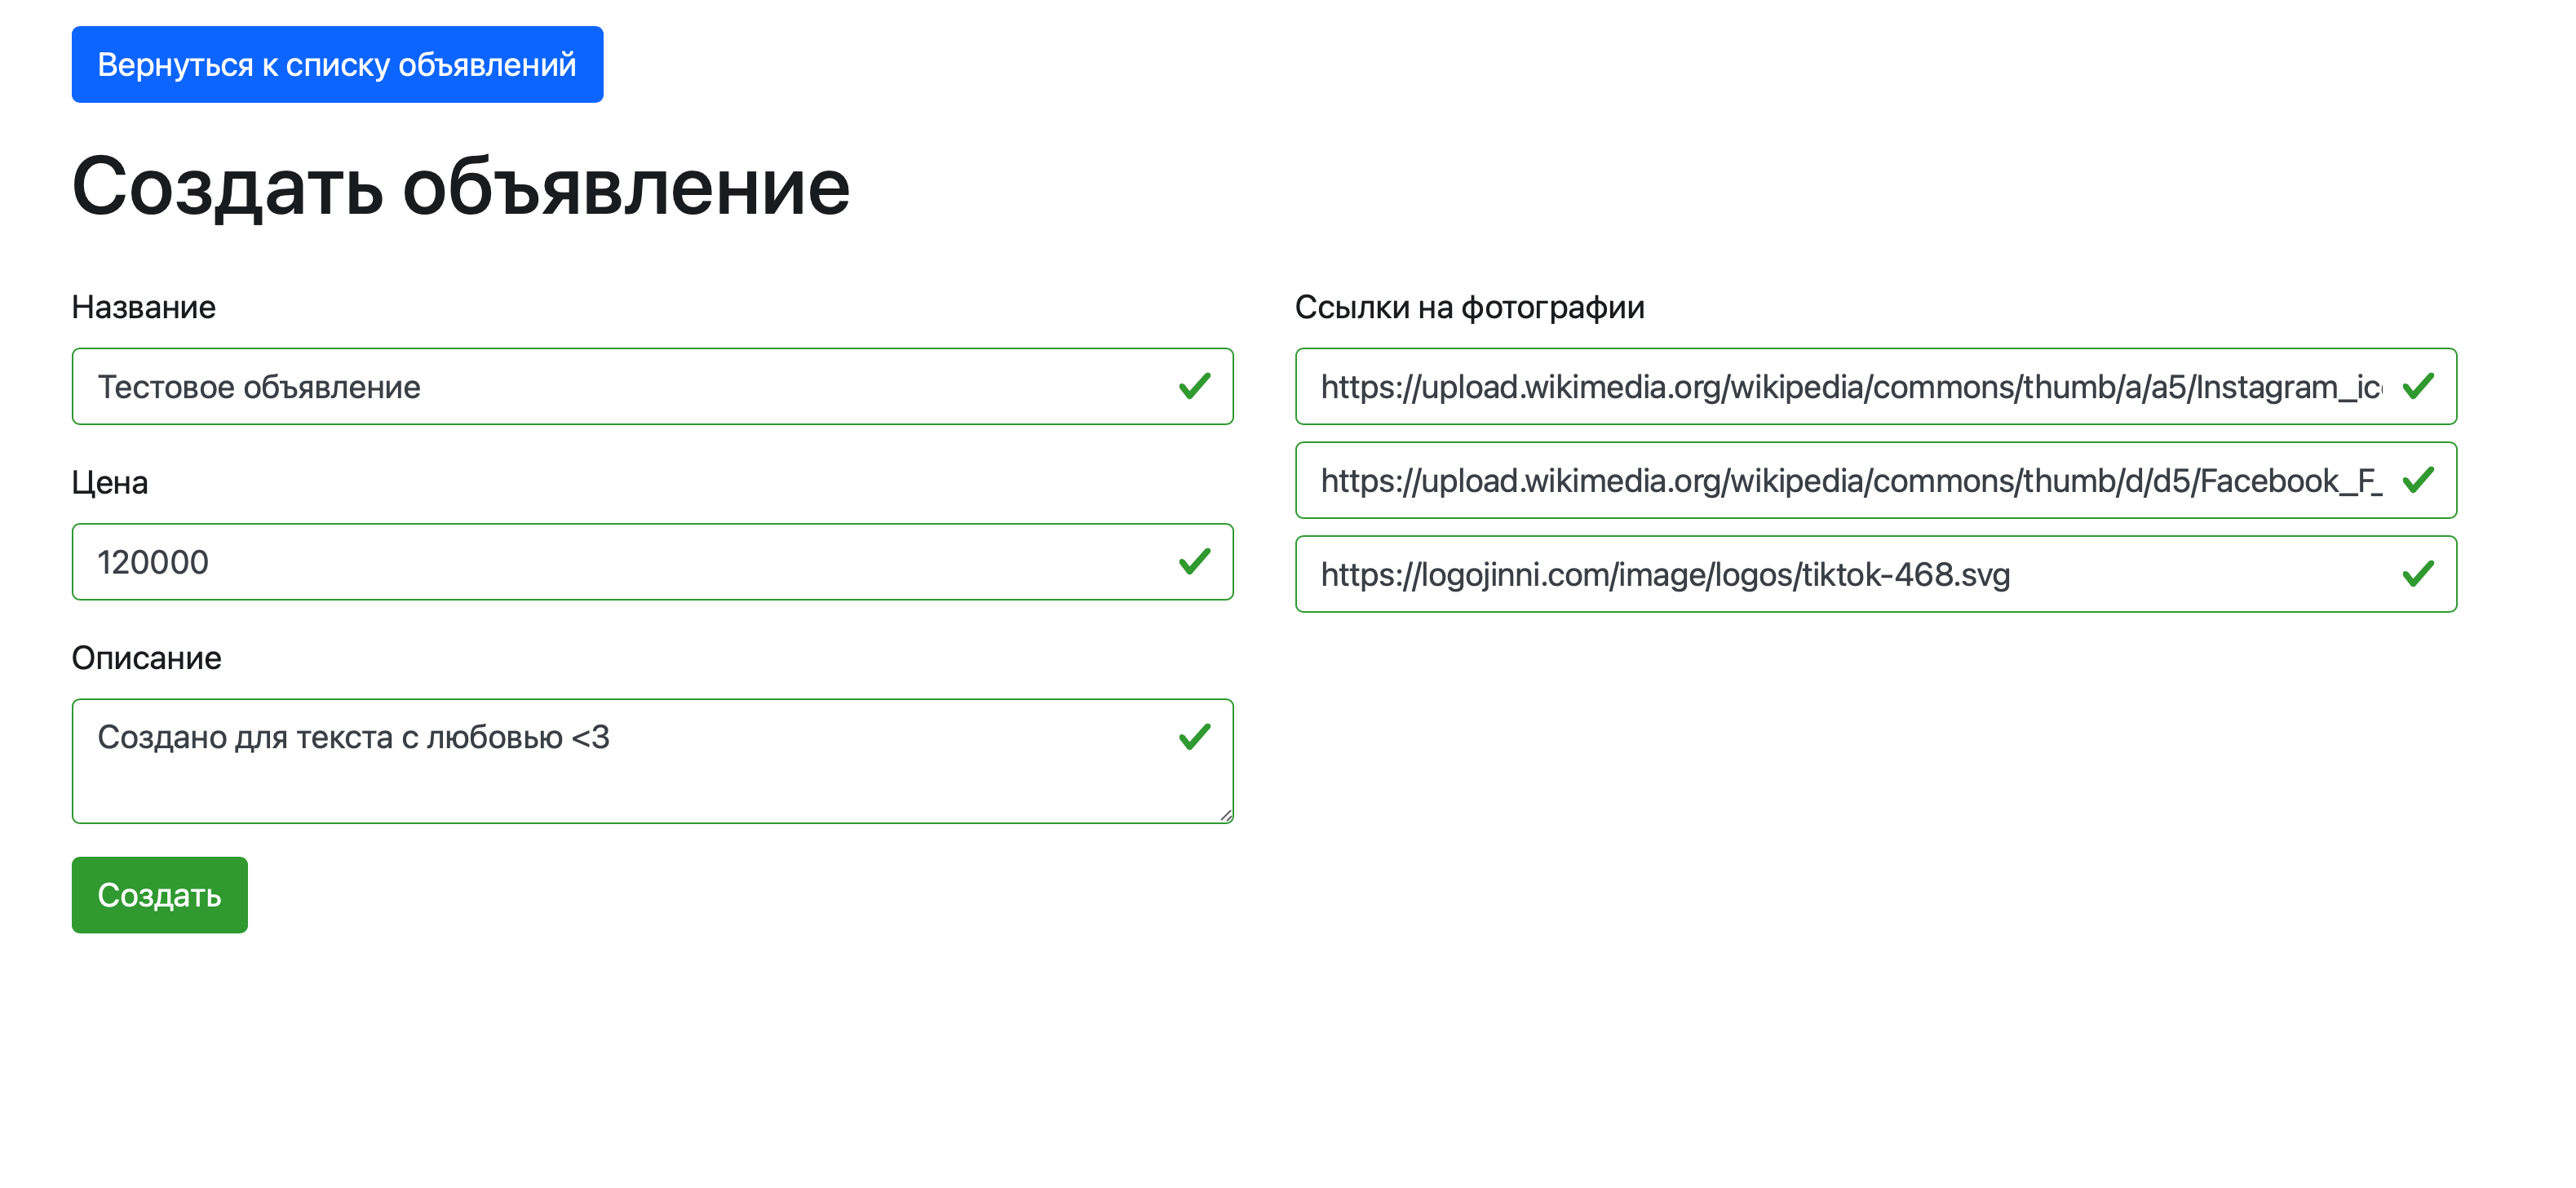 Вернуться к списку объявлений
Создать объявление
Название
Тестовое объявление
Цена
120000
Описание
Создано для текста с любовью <3
Создать
Ссылки на фотографии
https://upload.wikimedia.org/wikipedia/commons/thumb/a/a5/Instagram_ic
https://upload.wikimedia.org/wikipedia/commons/thumb/d/d5/Facebook_F_
https://logojinni.com/image/logos/tiktok-468.svg